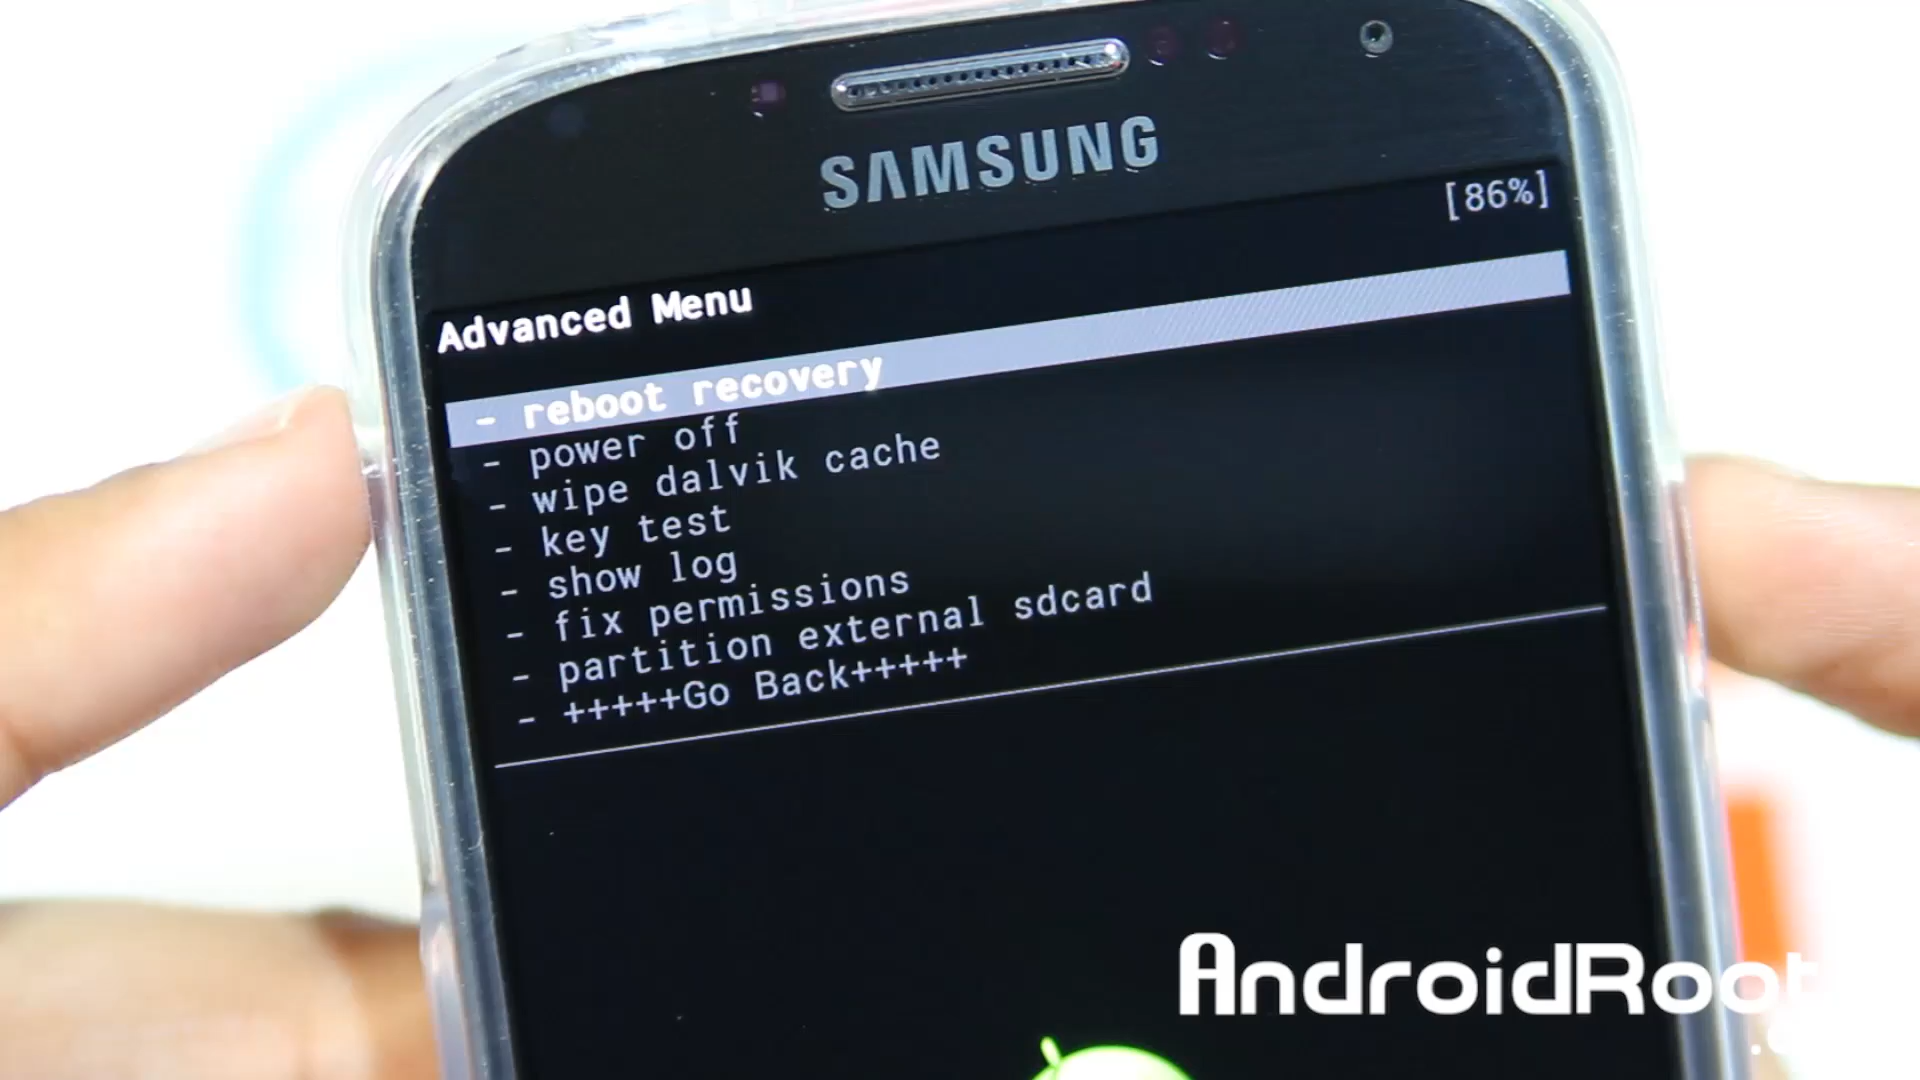 SAMSUNG
[86%]
Advanced Menu
- reboot recovery
- power off
- wipe dalvik cache
- key test
- show log
- fix permissions
- partition external sdcard
- +++++Go Back+++++
AndroidRoot